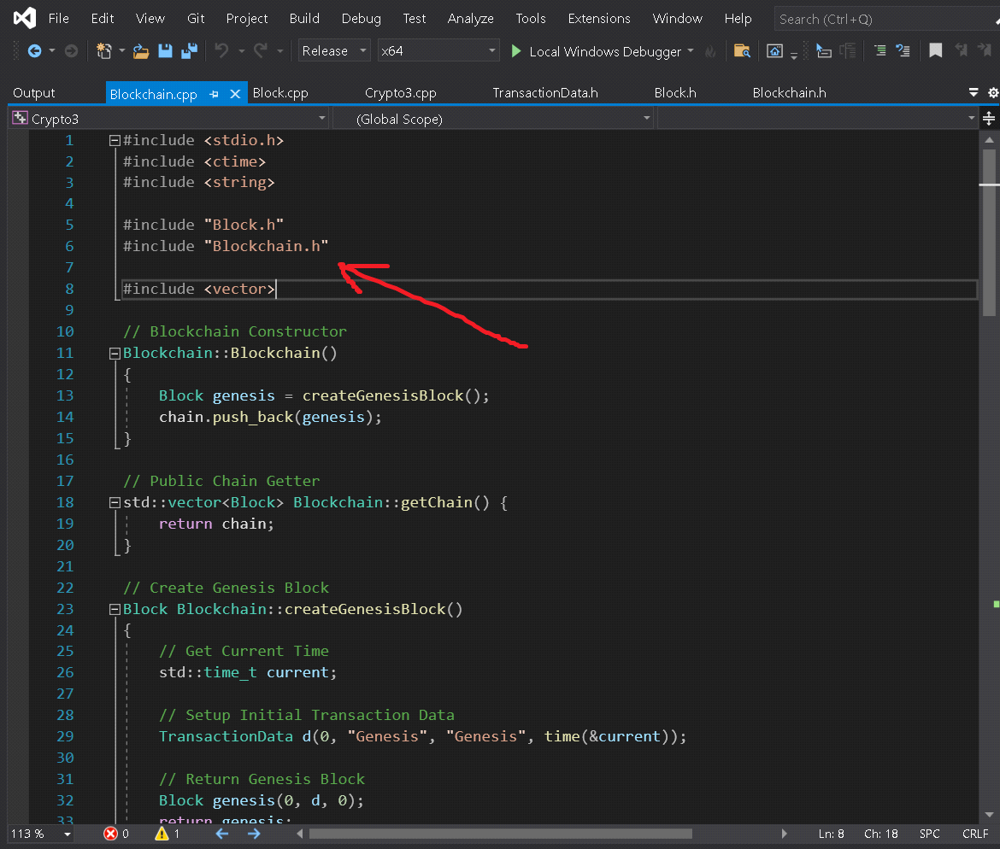 File Edit View Git Project Build Debug Test Analyze Tools Extensions Window Help Search (Ctrl+Q)
Release x64 Local Windows Debugger
Output Blockchain.cpp Block.cpp Crypto3.cpp TransactionData.h Block.h Blockchain.h
Crypto3 (Global Scope)
1 #include <stdio.h>
2 #include <ctime>
3 #include <string>
4
5 #include "Block.h"
6 #include "Blockchain.h"
7
8 #include <vector>
9
10 // Blockchain Constructor
11 Blockchain::Blockchain()
12 {
13 Block genesis = createGenesisBlock();
14 chain.push_back(genesis);
15 }
16
17 // Public Chain Getter
18 std::vector<Block> Blockchain::getChain() {
19 return chain;
20 }
21
22 // Create Genesis Block
23 Block Blockchain::createGenesisBlock()
24 {
25 // Get Current Time
26 std::time_t current;
27
28 // Setup Initial Transaction Data
29 TransactionData d(0, "Genesis", "Genesis", time(&current));
30
31 // Return Genesis Block
32 Block genesis(0, d, 0);
33 return genesis;
113 % 0 1 Ln: 8 Ch: 18 SPC CRLF